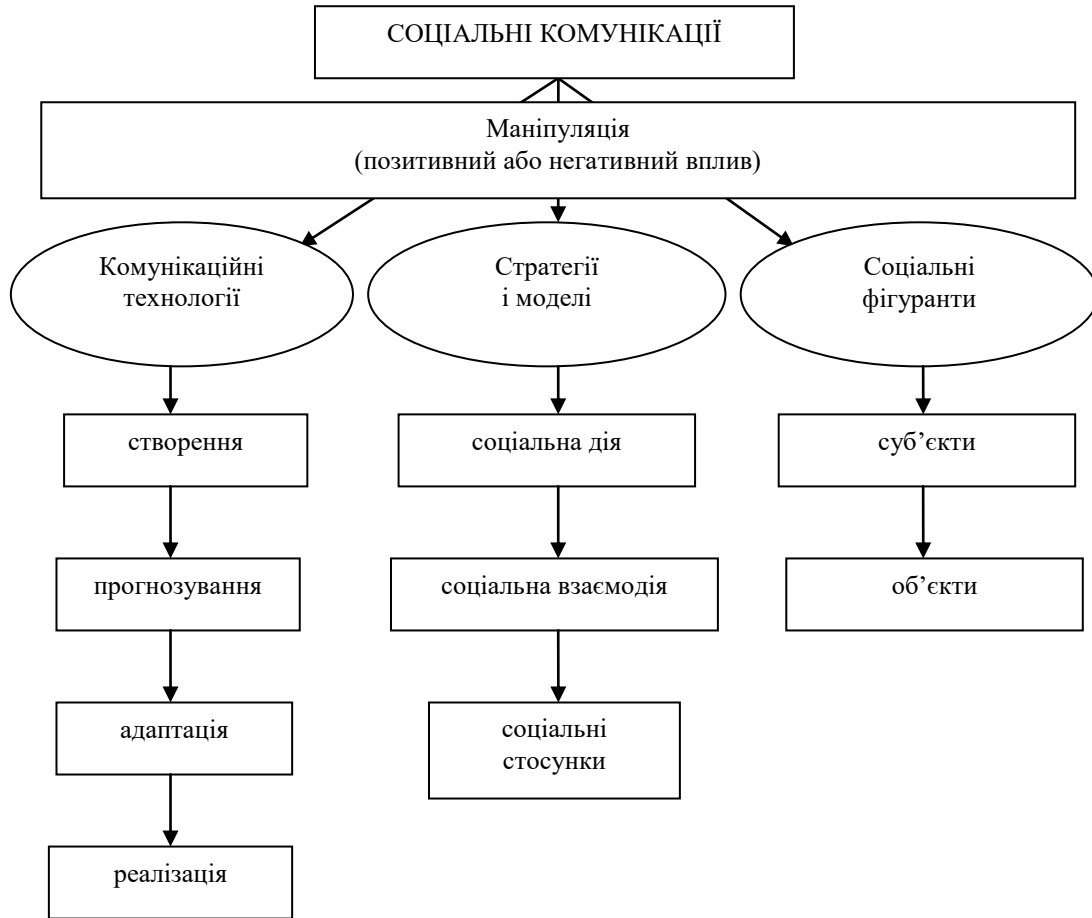 СОЦІАЛЬНІ КОМУНІКАЦІЇ
Маніпуляція
(позитивний або негативний вплив)
Комунікаційні
технології
Стратегії
і моделі
Соціальні
фігуранти
створення
соціальна дія
суб’єкти
прогнозування
соціальна взаємодія
об’єкти
адаптація
соціальні
стосунки
реалізація